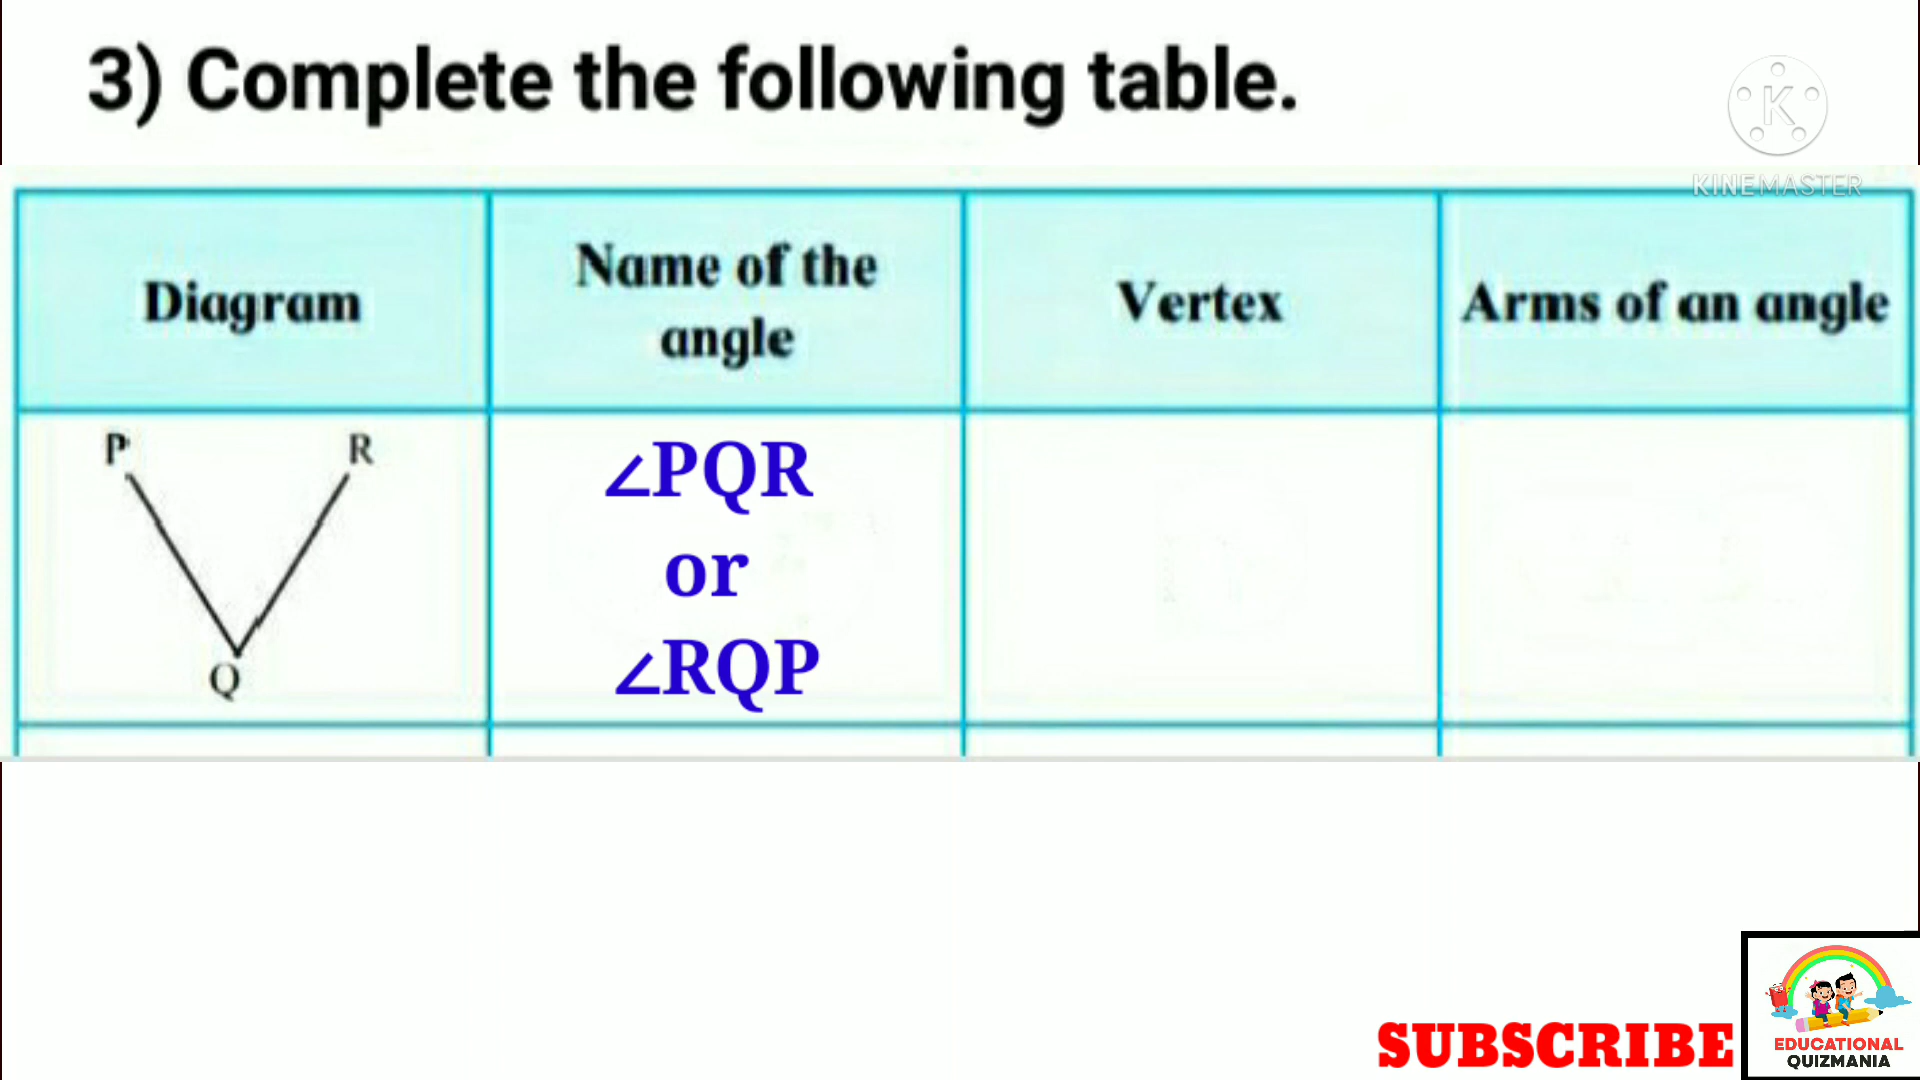 3) Complete the following table.
KINEMASTER
Diagram
Name of the
angle
Vertex
Arms of an angle
P
R
Q
∠PQR
or
∠RQP
SUBSCRIBE
EDUCATIONAL
QUIZMANIA